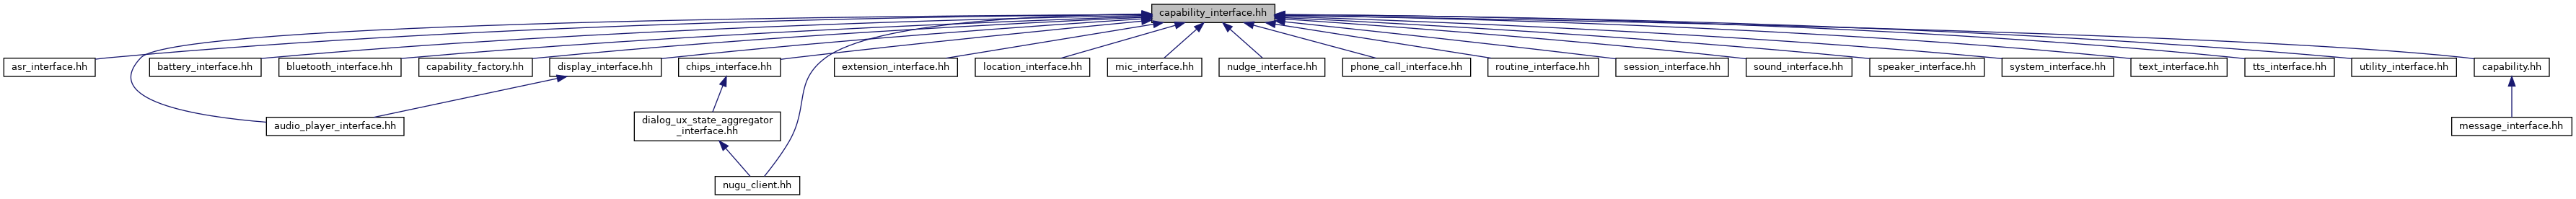 capability_interface.hh
asr_interface.hh
battery_interface.hh
bluetooth_interface.hh
capability_factory.hh
display_interface.hh
chips_interface.hh
extension_interface.hh
location_interface.hh
mic_interface.hh
nudge_interface.hh
phone_call_interface.hh
routine_interface.hh
session_interface.hh
sound_interface.hh
speaker_interface.hh
system_interface.hh
text_interface.hh
tts_interface.hh
utility_interface.hh
capability.hh
audio_player_interface.hh
dialog_ux_state_aggregator
_interface.hh
message_interface.hh
nugu_client.hh